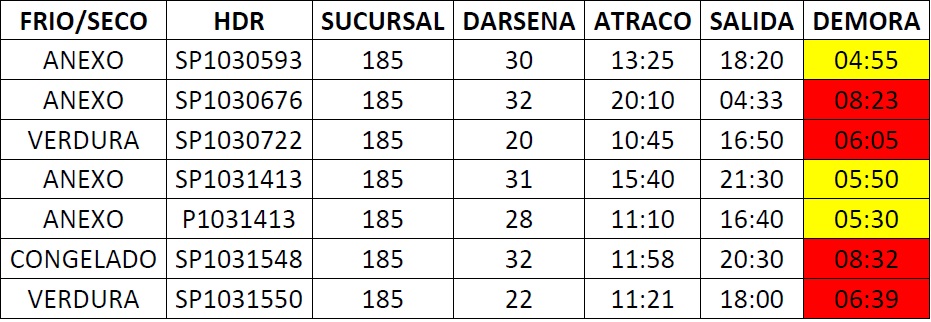 FRIO/SECO HDR SUCURSAL DARSENA ATRACO SALIDA DEMORA
ANEXO SP1030593 185 30 13:25 18:20 04:55
ANEXO SP1030676 185 32 20:10 04:33 08:23
VERDURA SP1030722 185 20 10:45 16:50 06:05
ANEXO SP1031413 185 31 15:40 21:30 05:50
ANEXO P1031413 185 28 11:10 16:40 05:30
CONGELADO SP1031548 185 32 11:58 20:30 08:32
VERDURA SP1031550 185 22 11:21 18:00 06:39